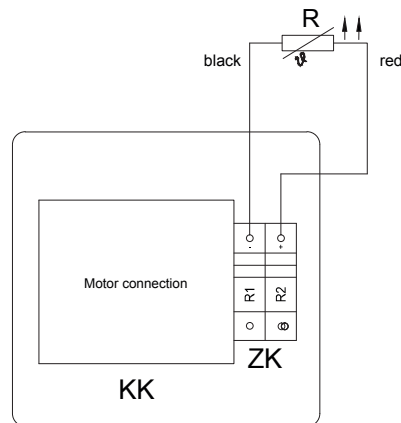 R
black
ϑ
red
- +
Motor connection
R1 R2
ZK
KK